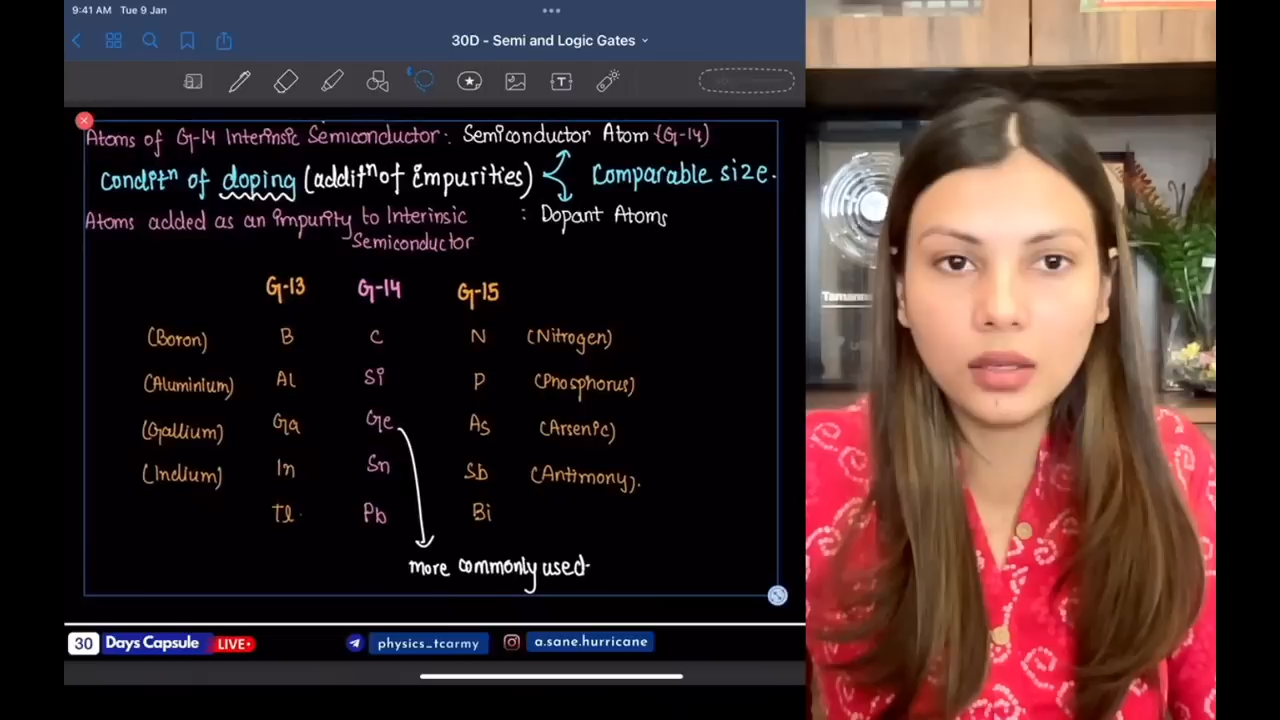 9:41 AM Tue 9 Jan
30D - Semi and Logic Gates
Atoms of G-14 Interinsic Semiconductor : Semiconductor Atom (G-14)
Conditⁿ of doping (additⁿ of impurities) Comparable size.
Atoms added as an impurity to Interinsic Semiconductor : Dopant Atoms
G-13 G-14 G-15
(Boron) B C N (Nitrogen)
(Aluminium) Al Si P (Phosphorus)
(Gallium) Ga Ge As (Arsenic)
(Indium) In Sn Sb (Antimony).
Tl. Pb Bi
more commonly used
30 Days Capsule LIVE physics_tcarmy a.sane.hurricane